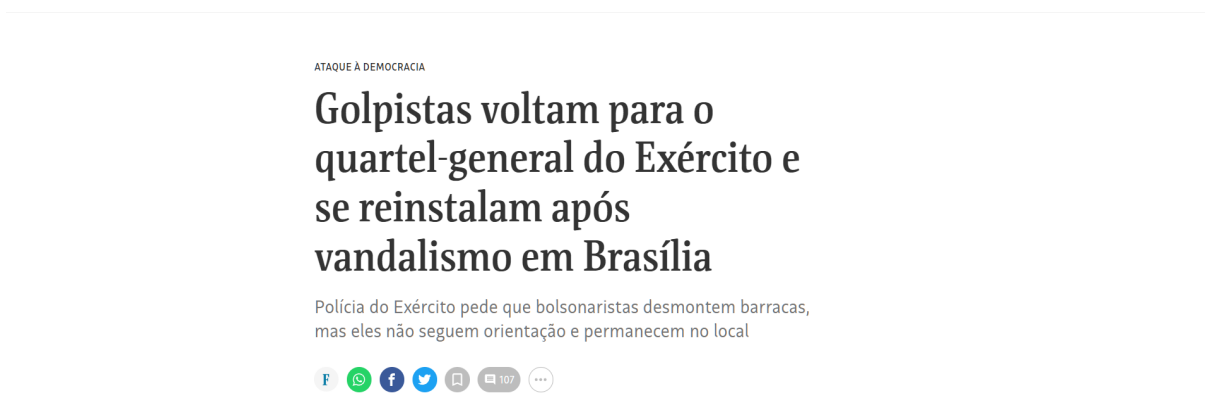 ATAQUE À DEMOCRACIA
Golpistas voltam para o
quartel-general do Exército e
se reinstalam após
vandalismo em Brasília
Polícia do Exército pede que bolsonaristas desmontem barracas,
mas eles não seguem orientação e permanecem no local
F 107